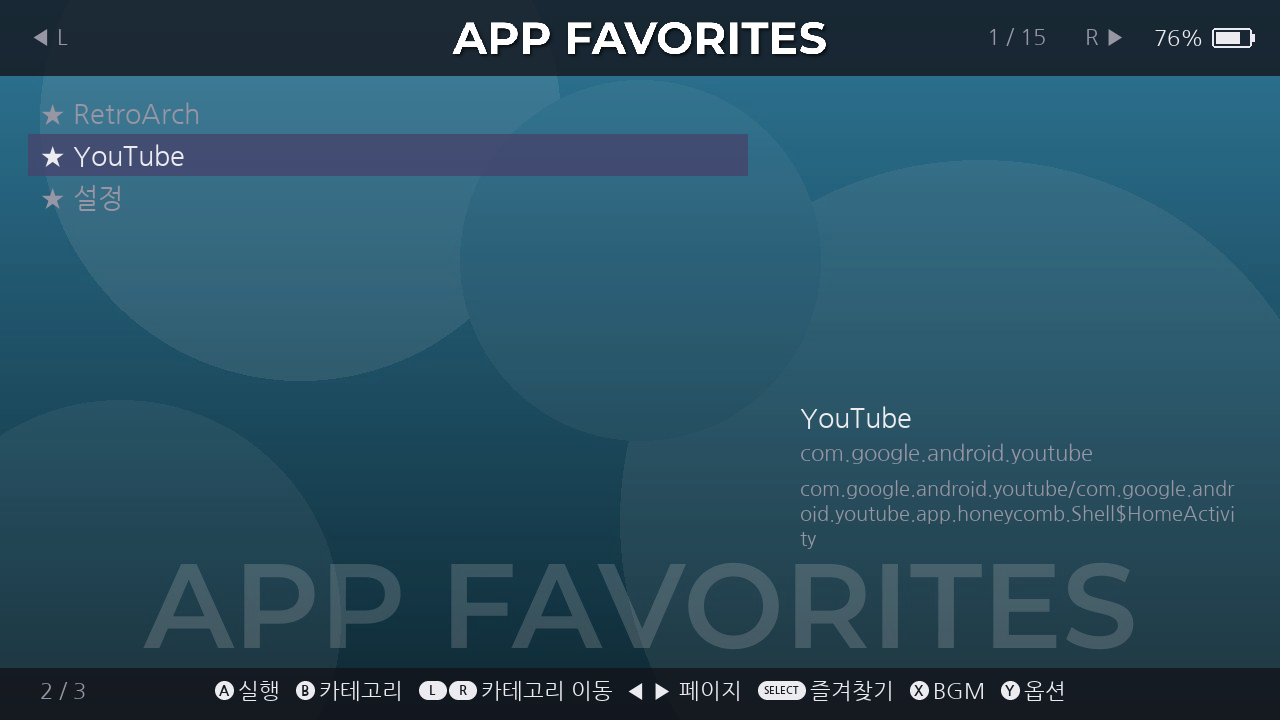 ◀ L APP FAVORITES 1 / 15 R ▶ 76%
★ RetroArch
★ YouTube
★ 설정
YouTube
com.google.android.youtube
com.google.android.youtube/com.google.andr
oid.youtube.app.honeycomb.Shell$HomeActivi
ty
APP FAVORITES
2 / 3 A 실행 B 카테고리 L R 카테고리 이동 ◀ ▶ 페이지 SELECT 즐겨찾기 X BGM Y 옵션